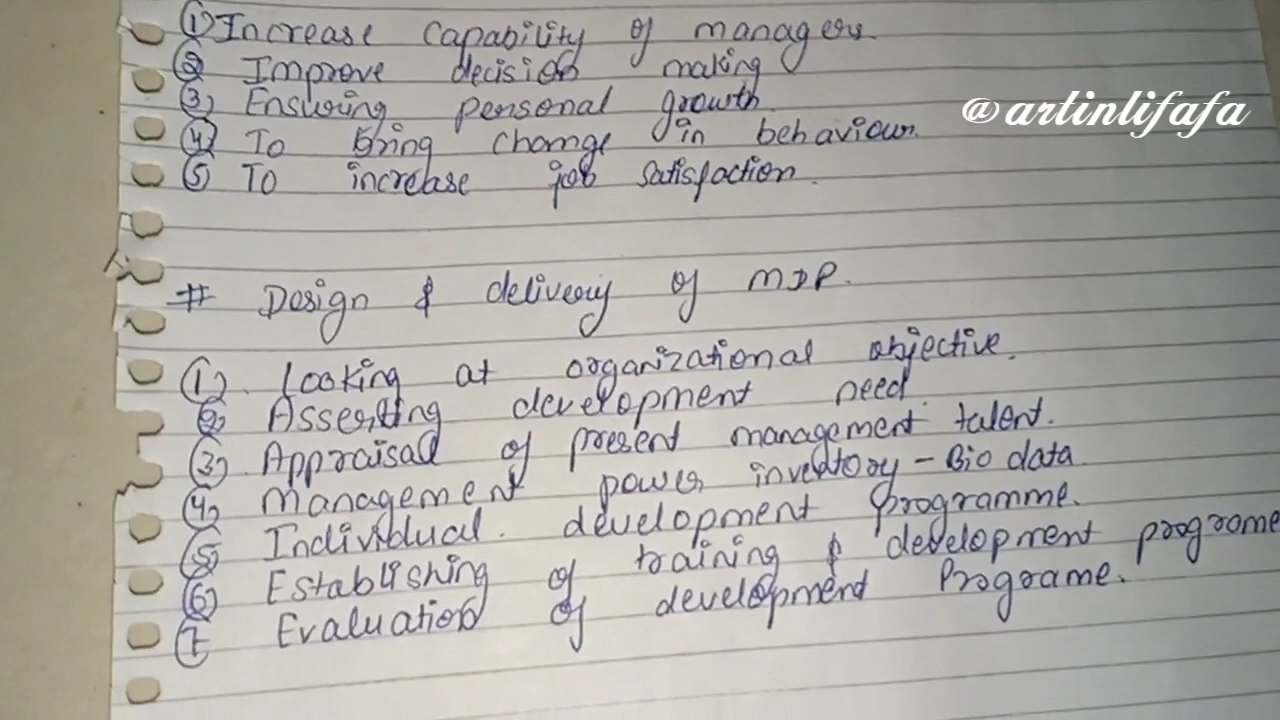 ① Increase capability of managers.
② Improve decision making
③ Ensuring personal growth.
④ To bring change in behaviour.
⑤ To increase job satisfaction.
@artinlifafa
# Design & delivery of MDP.
① Looking at organizational objective.
② Assesting development need.
③ Appraisal of present management talent.
④ Management power inventory - Bio data
⑤ Individual development programme.
⑥ Establishing of training & development programe
⑦ Evaluation of development Programe.